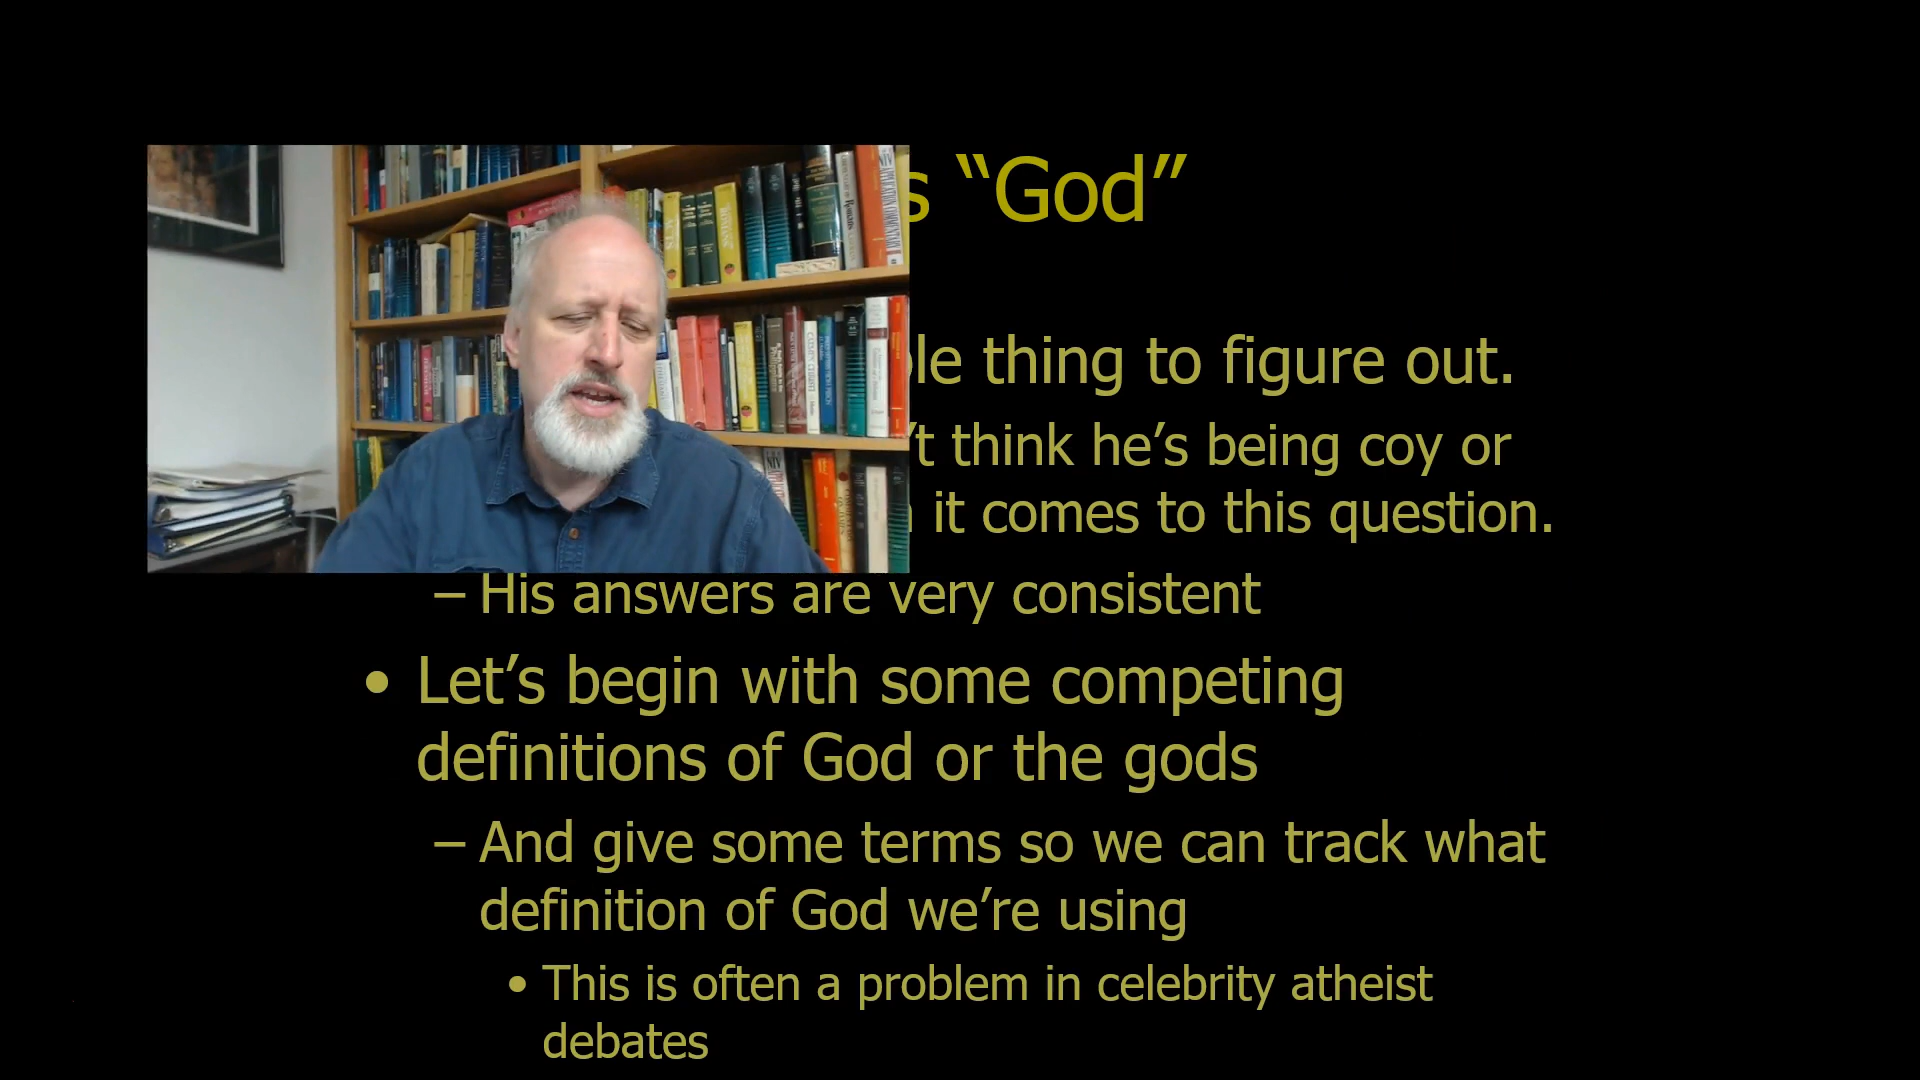 s “God”
le thing to figure out.
’t think he’s being coy or
it comes to this question.
– His answers are very consistent
• Let’s begin with some competing
definitions of God or the gods
– And give some terms so we can track what
definition of God we’re using
• This is often a problem in celebrity atheist
debates